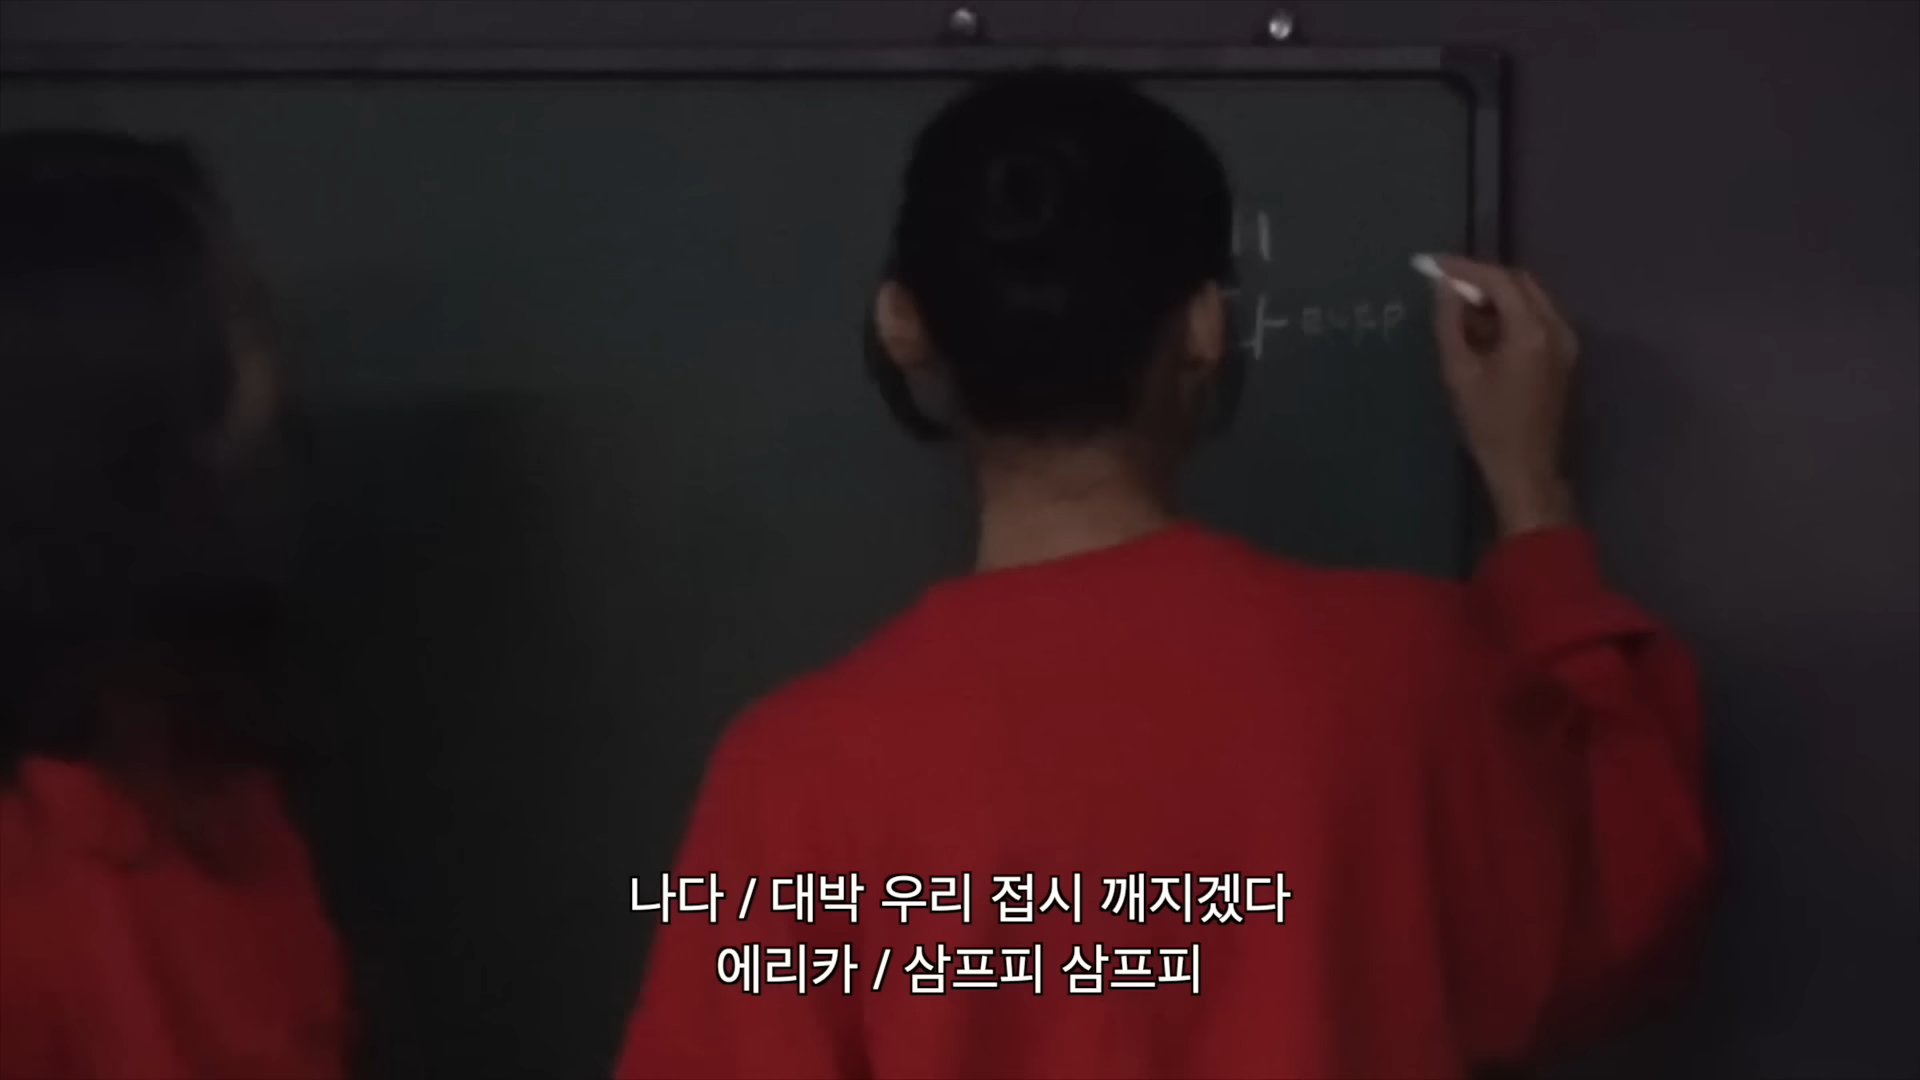 나다 / 대박 우리 접시 깨지겠다
에리카 / 삼프피 삼프피